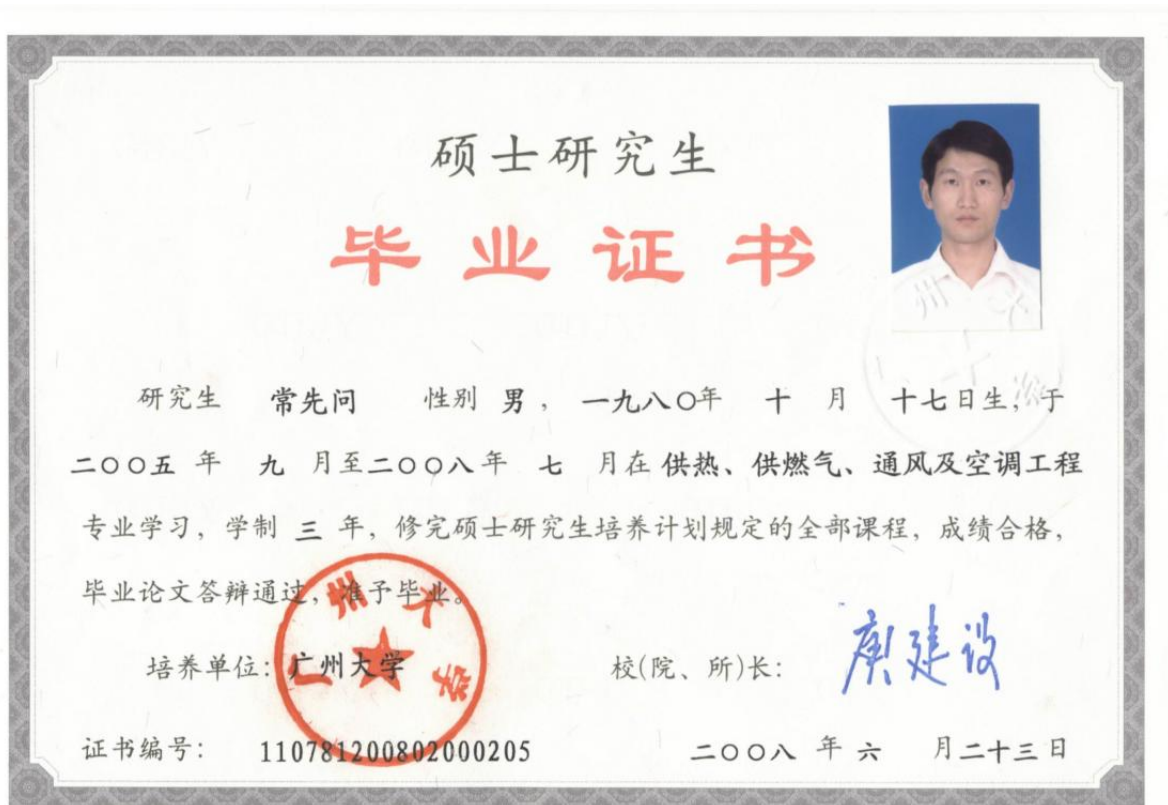 硕士研究生
毕业证书
研究生 常先问 性别 男，一九八〇年 十 月 十七日生，于
二〇〇五 年 九 月至二〇〇八年 七 月在 供热、供燃气、通风及空调工程
专业学习，学制 三 年，修完硕士研究生培养计划规定的全部课程，成绩合格，
毕业论文答辩通过，准予毕业。
广州大学
培养单位：广州大学 校(院、所)长：庾建设
证书编号： 110781200802000205 二〇〇八 年 六 月二十三日